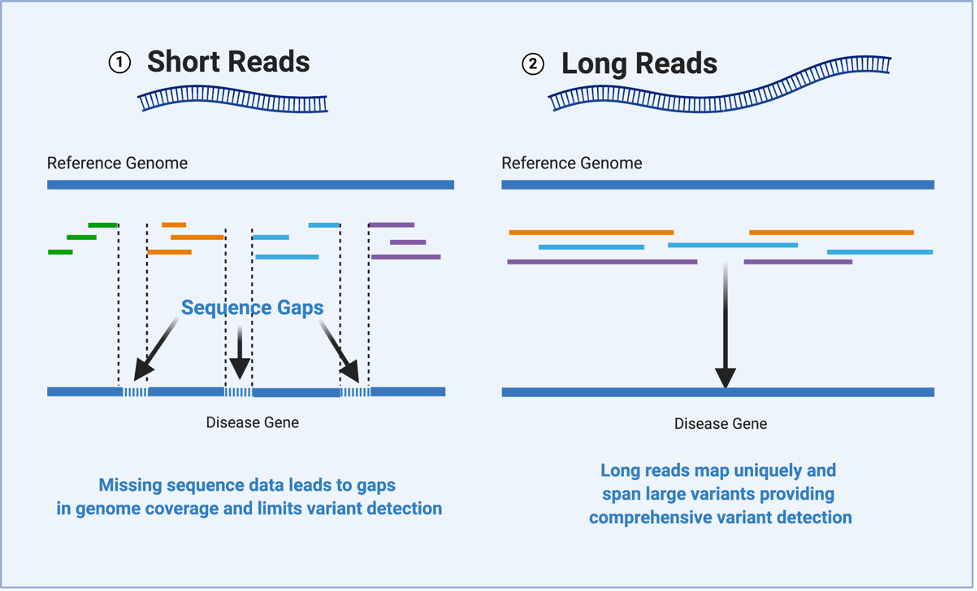 1 Short Reads
Reference Genome
Sequence Gaps
Disease Gene
Missing sequence data leads to gaps
in genome coverage and limits variant detection
2 Long Reads
Reference Genome
Disease Gene
Long reads map uniquely and
span large variants providing
comprehensive variant detection